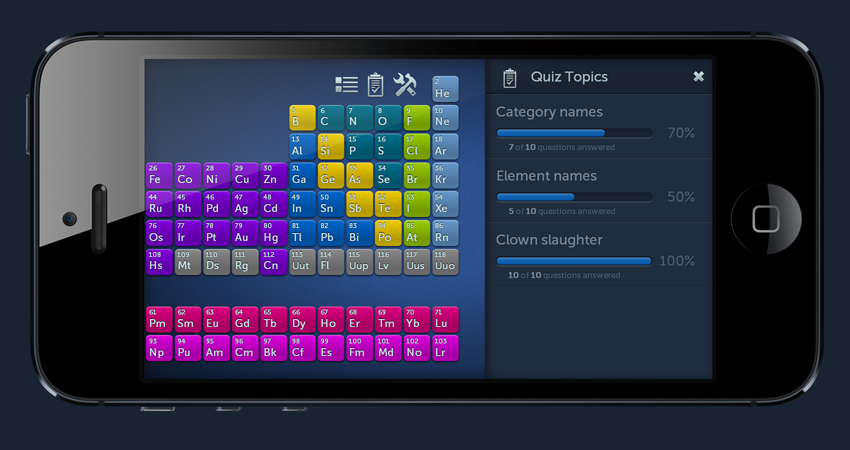 2
He
Quiz Topics
5 6 7 8 9 10
B C N O F Ne
13 14 15 16 17 18
Al Si P S Cl Ar
26 27 28 29 30 31 32 33 34 35 36
Fe Co Ni Cu Zn Ga Ge As Se Br Kr
44 45 46 47 48 49 50 51 52 53 54
Ru Rh Pd Ag Cd In Sn Sb Te I Xe
76 77 78 79 80 81 82 83 84 85 86
Os Ir Pt Au Hg Tl Pb Bi Po At Rn
108 109 110 111 112 113 114 115 116 117 118
Hs Mt Ds Rg Cn Uut Fl Uup Lv Uus Uuo
61 62 63 64 65 66 67 68 69 70 71
Pm Sm Eu Gd Tb Dy Ho Er Tm Yb Lu
93 94 95 96 97 98 99 100 101 102 103
Np Pu Am Cm Bk Cf Es Fm Md No Lr
Category names
70%
7 of 10 questions answered
Element names
50%
5 of 10 questions answered
Clown slaughter
100%
10 of 10 questions answered